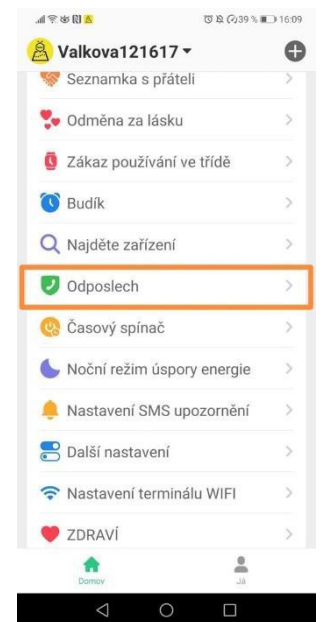 39 % 16:09
Valkova121617
Seznamka s přáteli
Odměna za lásku
Zákaz používání ve třídě
Budík
Najděte zařízení
Odposlech
Časový spínač
Noční režim úspory energie
Nastavení SMS upozornění
Další nastavení
Nastavení terminálu WIFI
ZDRAVÍ
Domov
Já